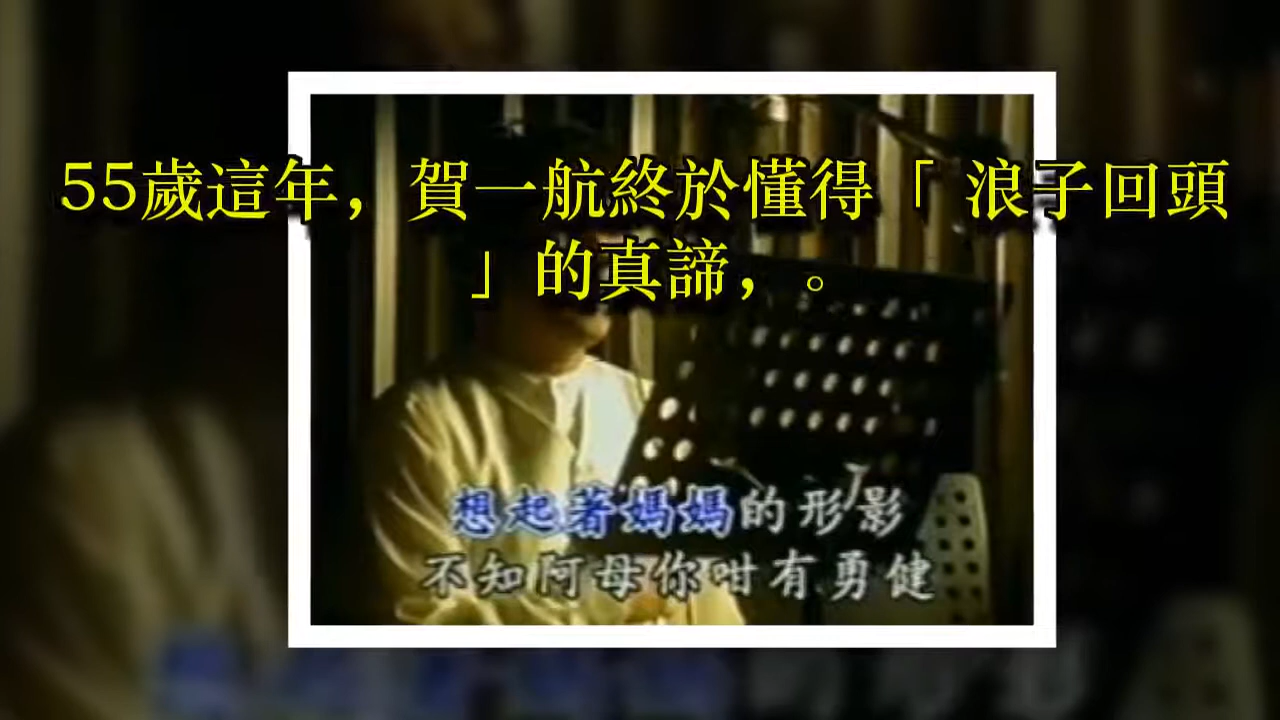 55歲這年，賀一航終於懂得「 浪子回頭
」的真諦，。
想起著媽媽的形影
不知阿母你咁有勇健